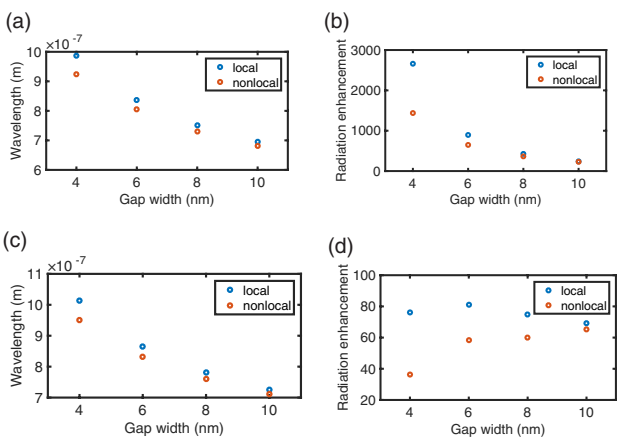 (a)
×10⁻⁷
Wavelength (m)
10
9
8
7
6
4
6
8
10
Gap width (nm)
local
nonlocal
(b)
Radiation enhancement
3000
2000
1000
0
4
6
8
10
Gap width (nm)
local
nonlocal
(c)
×10⁻⁷
Wavelength (m)
11
10
9
8
7
4
6
8
10
Gap width (nm)
local
nonlocal
(d)
Radiation enhancement
100
80
60
40
20
4
6
8
10
Gap width (nm)
local
nonlocal